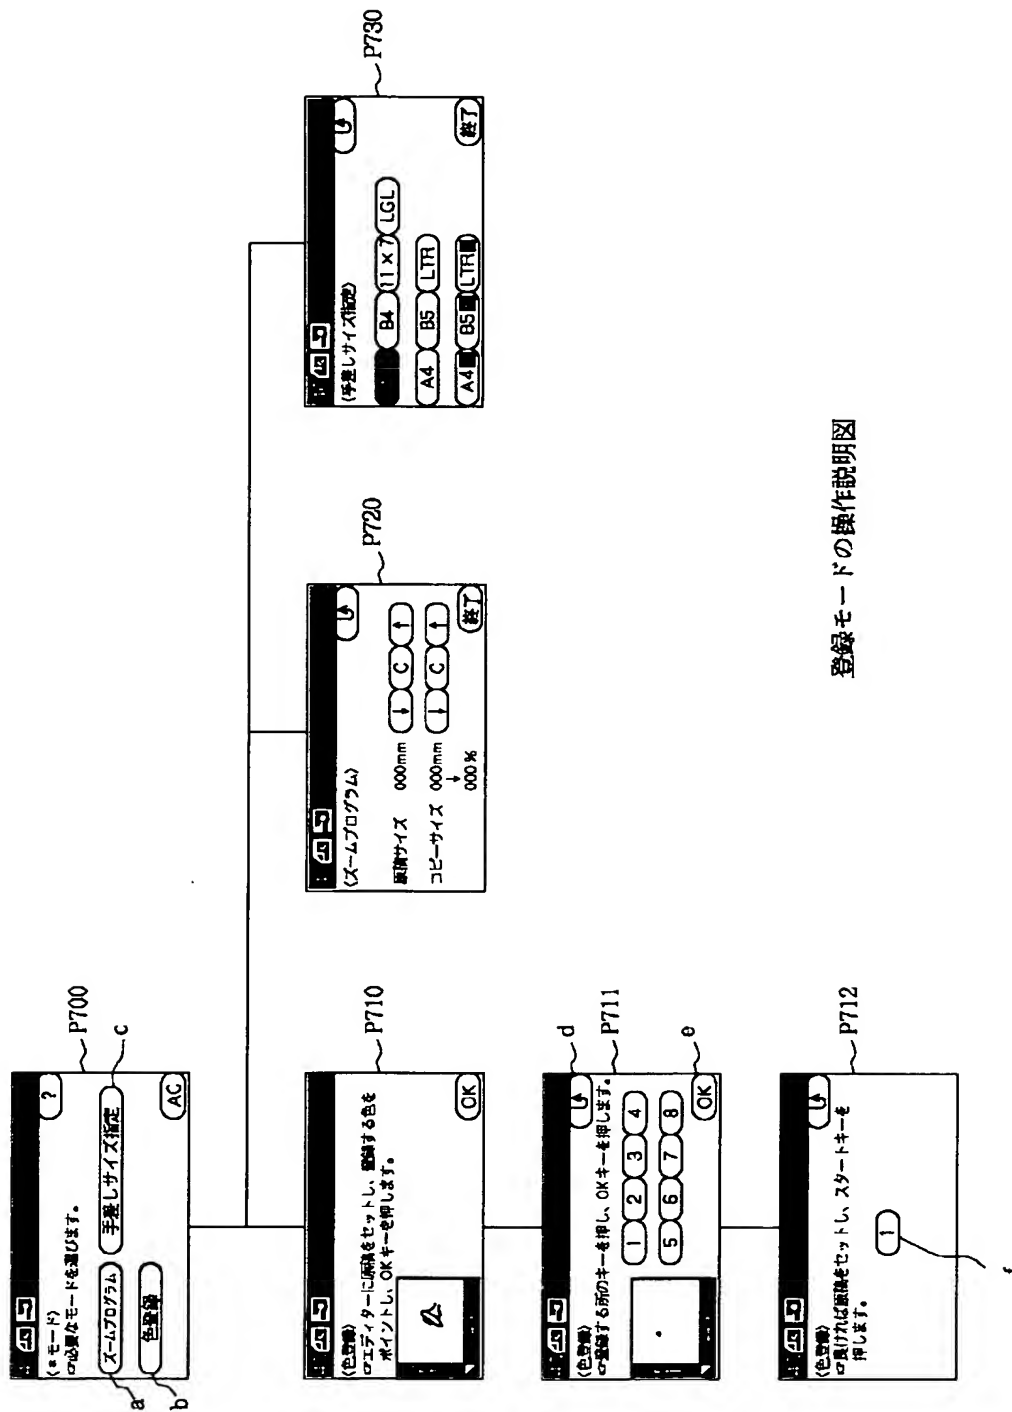 P700
〈*モード〉
☞必要なモードを選びます。
?
ズームプログラム
手差しサイズ指定
色登録
AC
a
b
c
P710
〈色登録〉
☞エディターに原稿をセットし、登録する色を
ポイントし、OKキーを押します。
OK
P711
〈色登録〉
☞登録する所のキーを押し、OKキーを押します。
1 2 3 4
5 6 7 8
OK
d
e
P712
〈色登録〉
☞良ければ原稿をセットし、スタートキーを
押します。
1
P720
〈ズームプログラム〉
原稿サイズ 000mm ↓ C ↑
コピーサイズ 000mm ↓ C ↑
↓
000%
終了
P730
〈手差しサイズ指定〉
B4 11×7 LGL
A4 B5 LTR
A4 B5 LTR
終了
登録モードの操作説明図